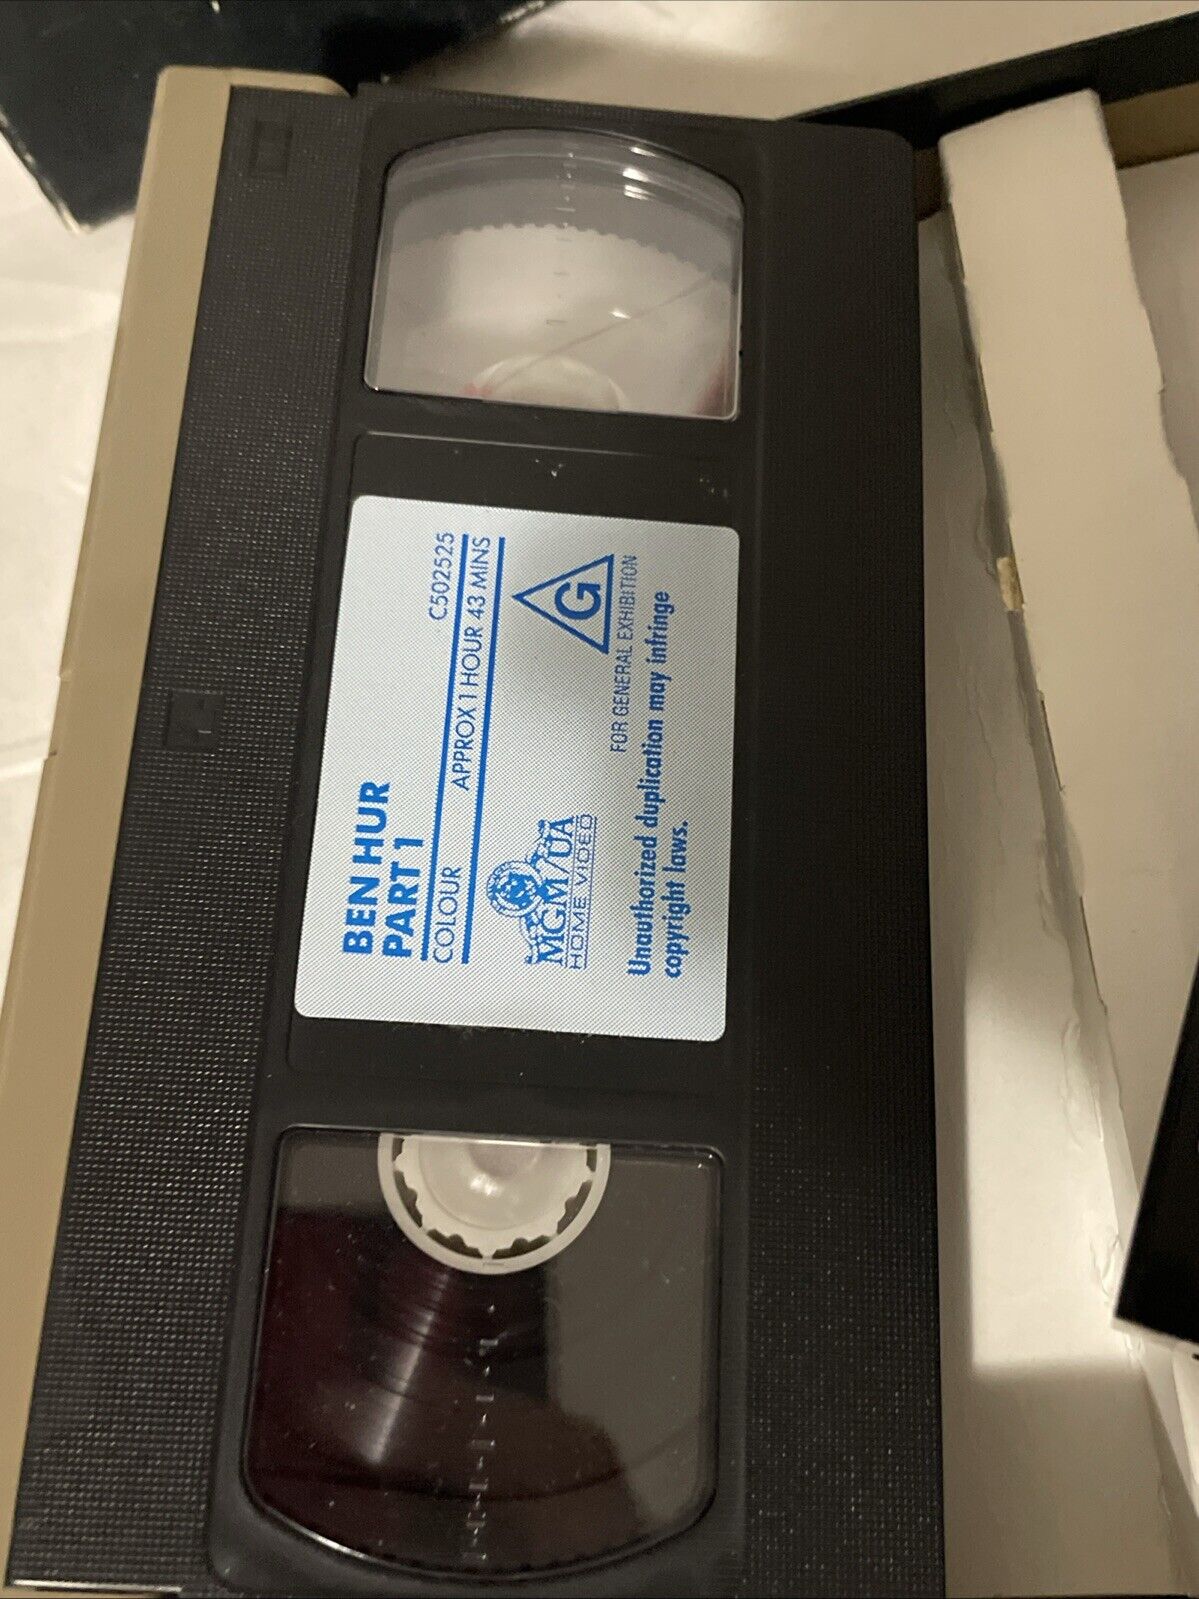 BEN HUR
PART 1
C502525
COLOUR APPROX 1 HOUR 43 MINS
MGM/UA
HOME VIDEO
G
FOR GENERAL EXHIBITION
Unauthorized duplication may infringe
copyright laws.